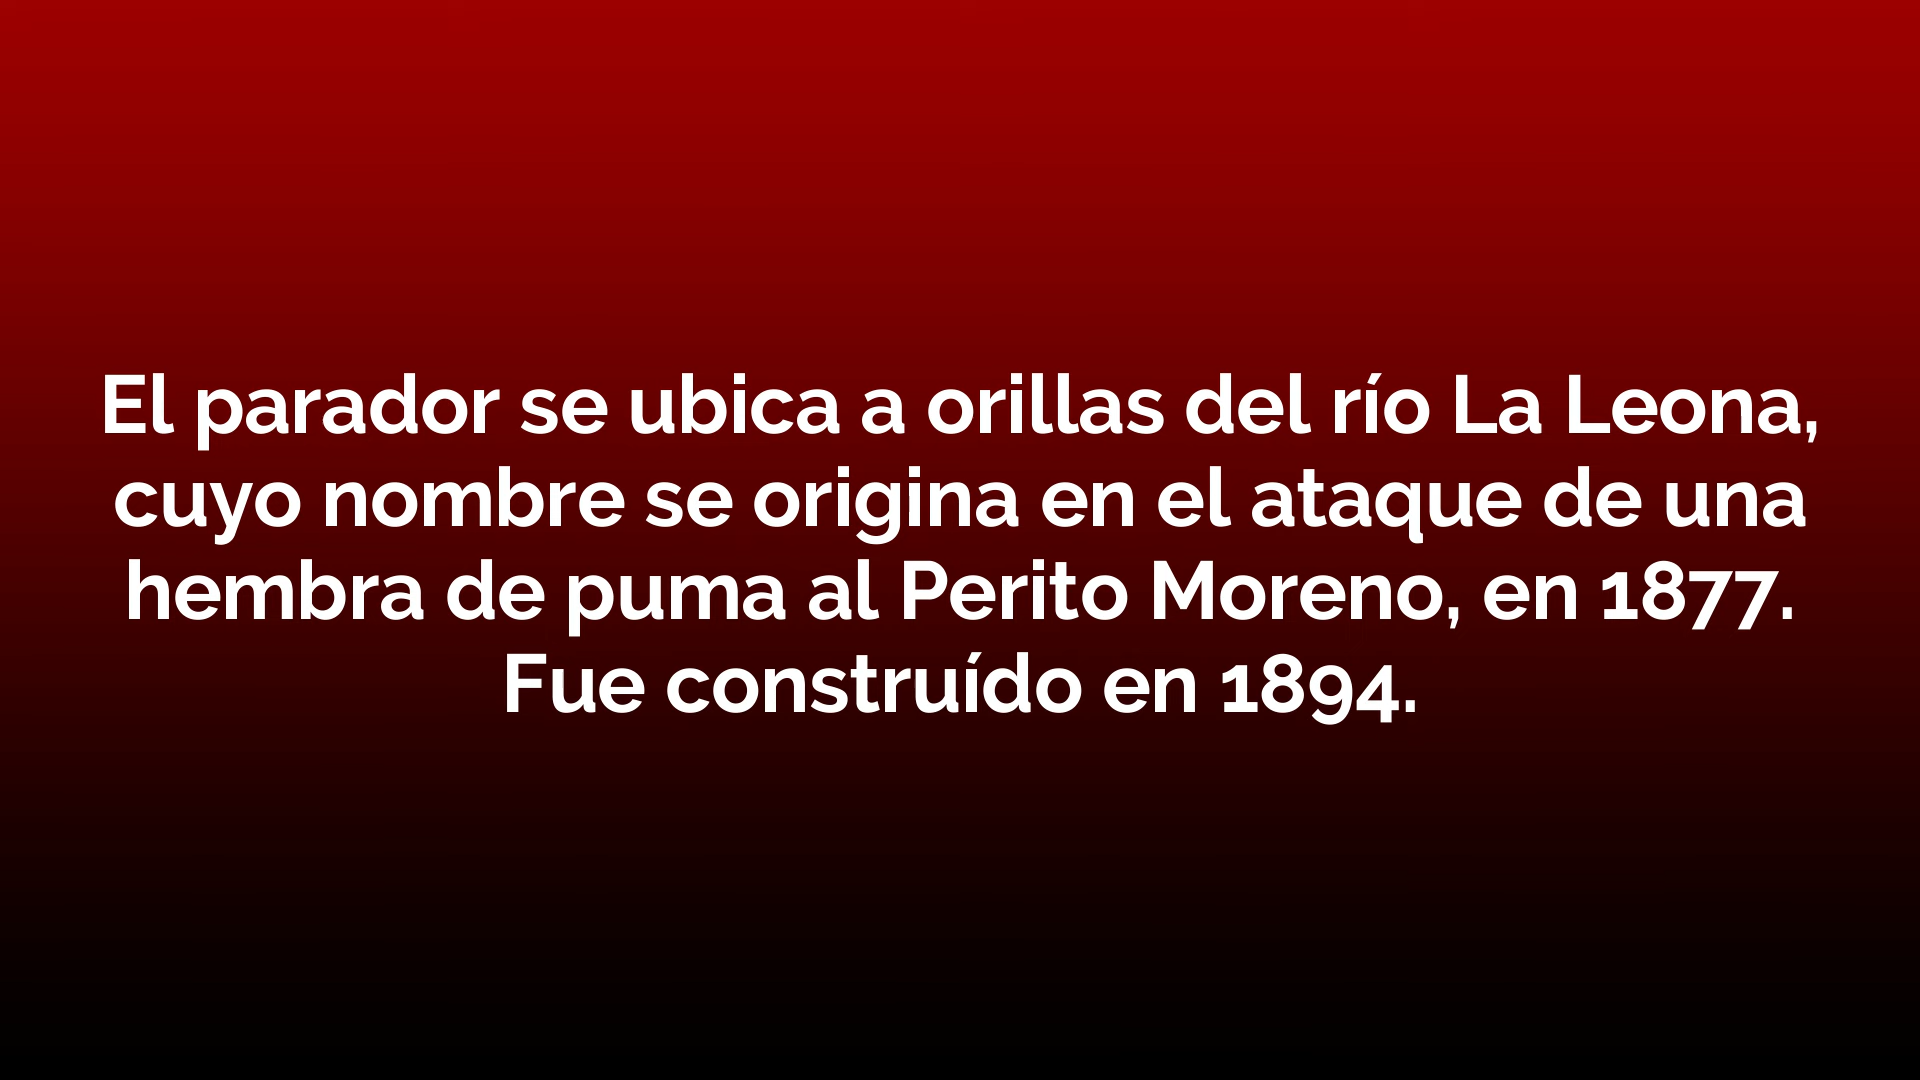 El parador se ubica a orillas del río La Leona,
cuyo nombre se origina en el ataque de una
hembra de puma al Perito Moreno, en 1877.
Fue construído en 1894.